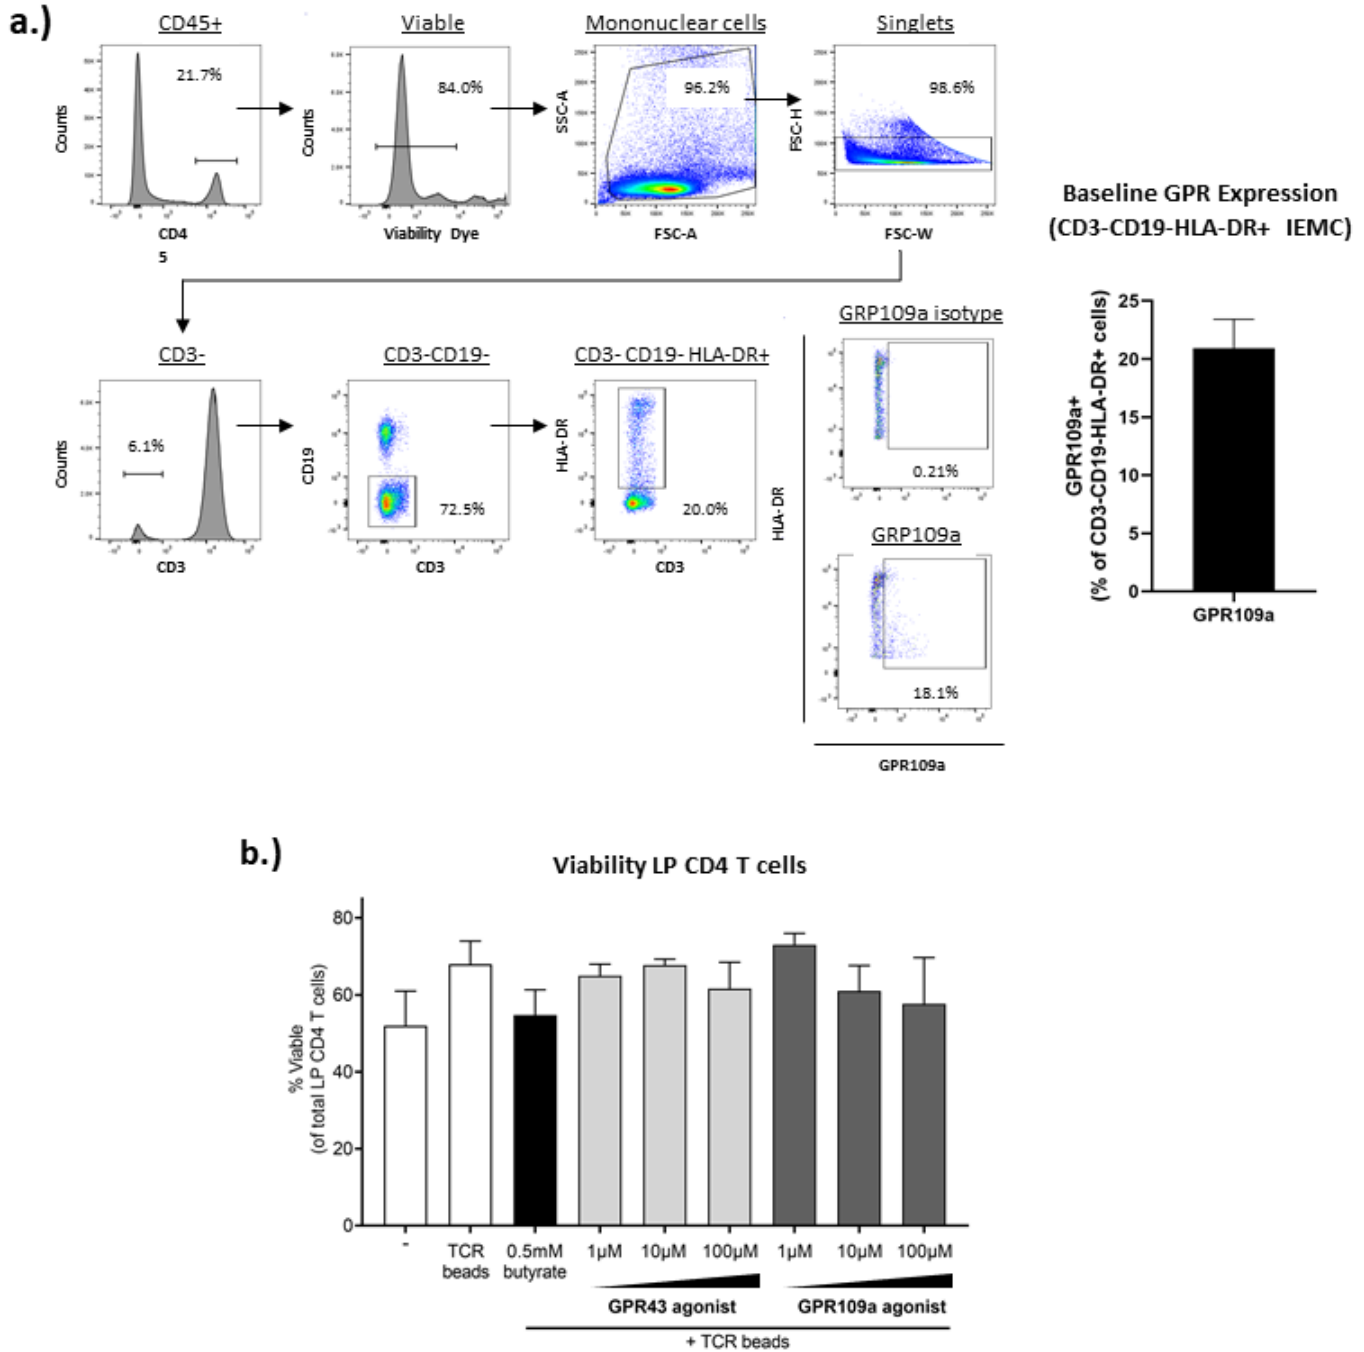 a.)
CD45+
Viable
Mononuclear cells
Singlets
21.7%
84.0%
96.2%
98.6%
Counts
Counts
SSC-A
FSC-H
CD4
5
Viability Dye
FSC-A
FSC-W
Baseline GPR Expression
(CD3-CD19-HLA-DR+ IEMC)
CD3-
CD3-CD19-
CD3- CD19- HLA-DR+
GRP109a isotype
6.1%
72.5%
20.0%
0.21%
Counts
CD19
HLA-DR
HLA-DR
CD3
CD3
CD3
GRP109a
18.1%
GPR109a
GPR109a+
(% of CD3-CD19-HLA-DR+ cells)
25
20
15
10
5
0
GPR109a
b.)
Viability LP CD4 T cells
% Viable
(of total LP CD4 T cells)
80
60
40
20
0
- TCR 0.5mM 1µM 10µM 100µM 1µM 10µM 100µM
beads butyrate
GPR43 agonist GPR109a agonist
+ TCR beads